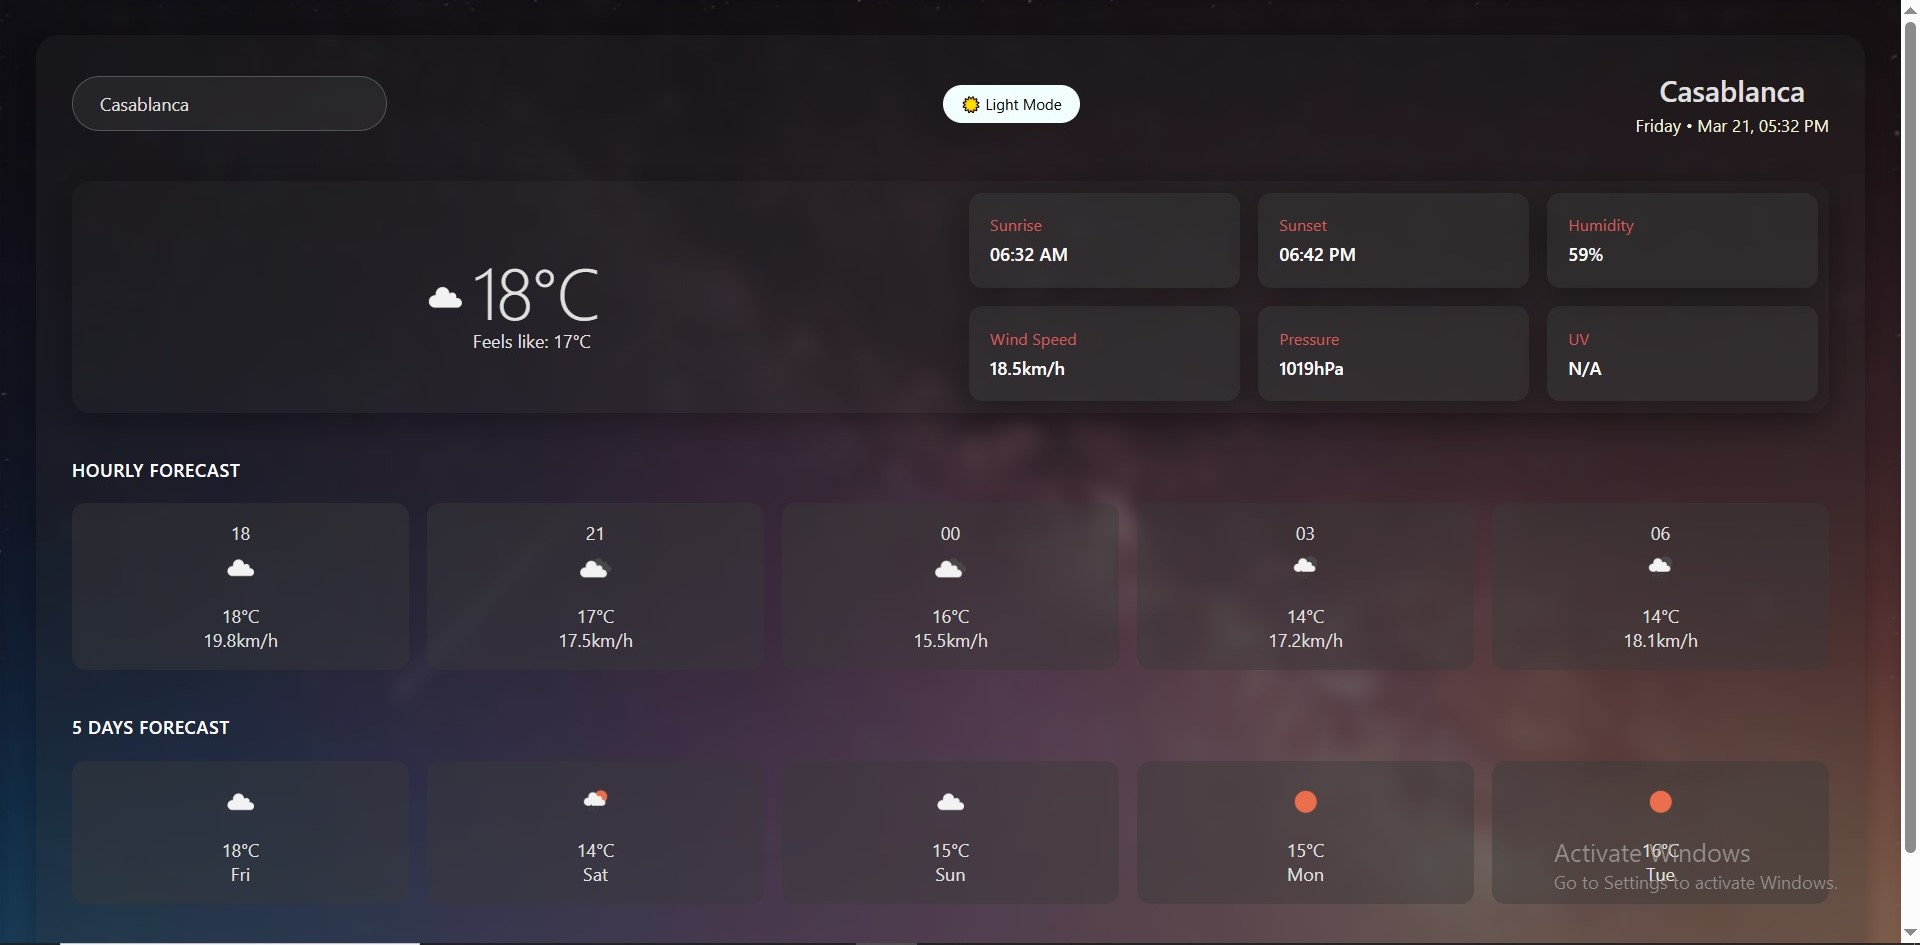 Casablanca
Light Mode
Casablanca
Friday • Mar 21, 05:32 PM
18°C
Feels like: 17°C
Sunrise
06:32 AM
Sunset
06:42 PM
Humidity
59%
Wind Speed
18.5km/h
Pressure
1019hPa
UV
N/A
HOURLY FORECAST
18
18°C
19.8km/h
21
17°C
17.5km/h
00
16°C
15.5km/h
03
14°C
17.2km/h
06
14°C
18.1km/h
5 DAYS FORECAST
18°C
Fri
14°C
Sat
15°C
Sun
15°C
Mon
16°C
Tue
Activate Windows
Go to Settings to activate Windows.